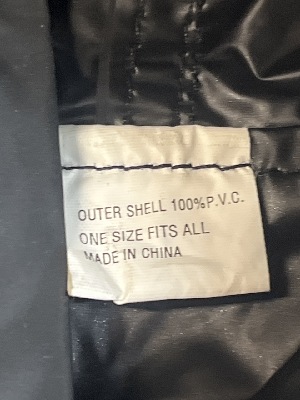 OUTER SHELL 100%P.V.C.
ONE SIZE FITS ALL
MADE IN CHINA